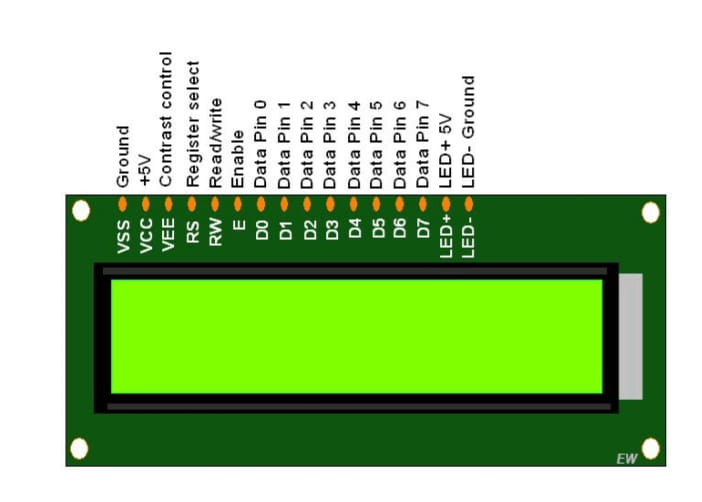 Ground
+5V
Contrast control
Register select
Read/write
Enable
Data Pin 0
Data Pin 1
Data Pin 2
Data Pin 3
Data Pin 4
Data Pin 5
Data Pin 6
Data Pin 7
LED+ 5V
LED- Ground
VSS
VCC
VEE
RS
RW
E
D0
D1
D2
D3
D4
D5
D6
D7
LED+
LED-
EW